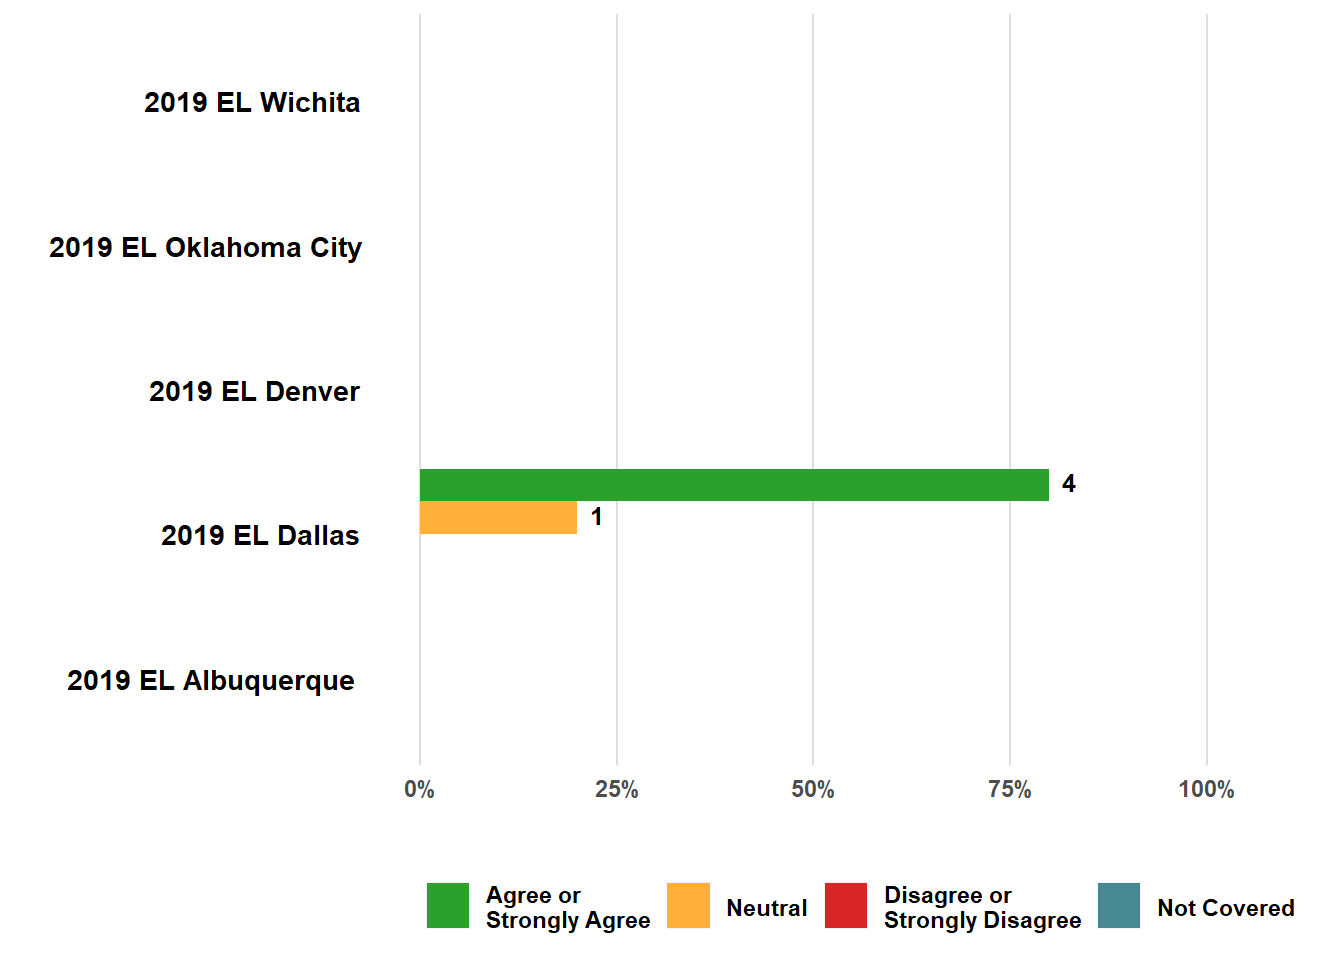 2019 EL Wichita
2019 EL Oklahoma City
2019 EL Denver
4
1
2019 EL Dallas
2019 EL Albuquerque
0% 25% 50% 75% 100%
Agree or
Strongly Agree
Neutral
Disagree or
Strongly Disagree
Not Covered